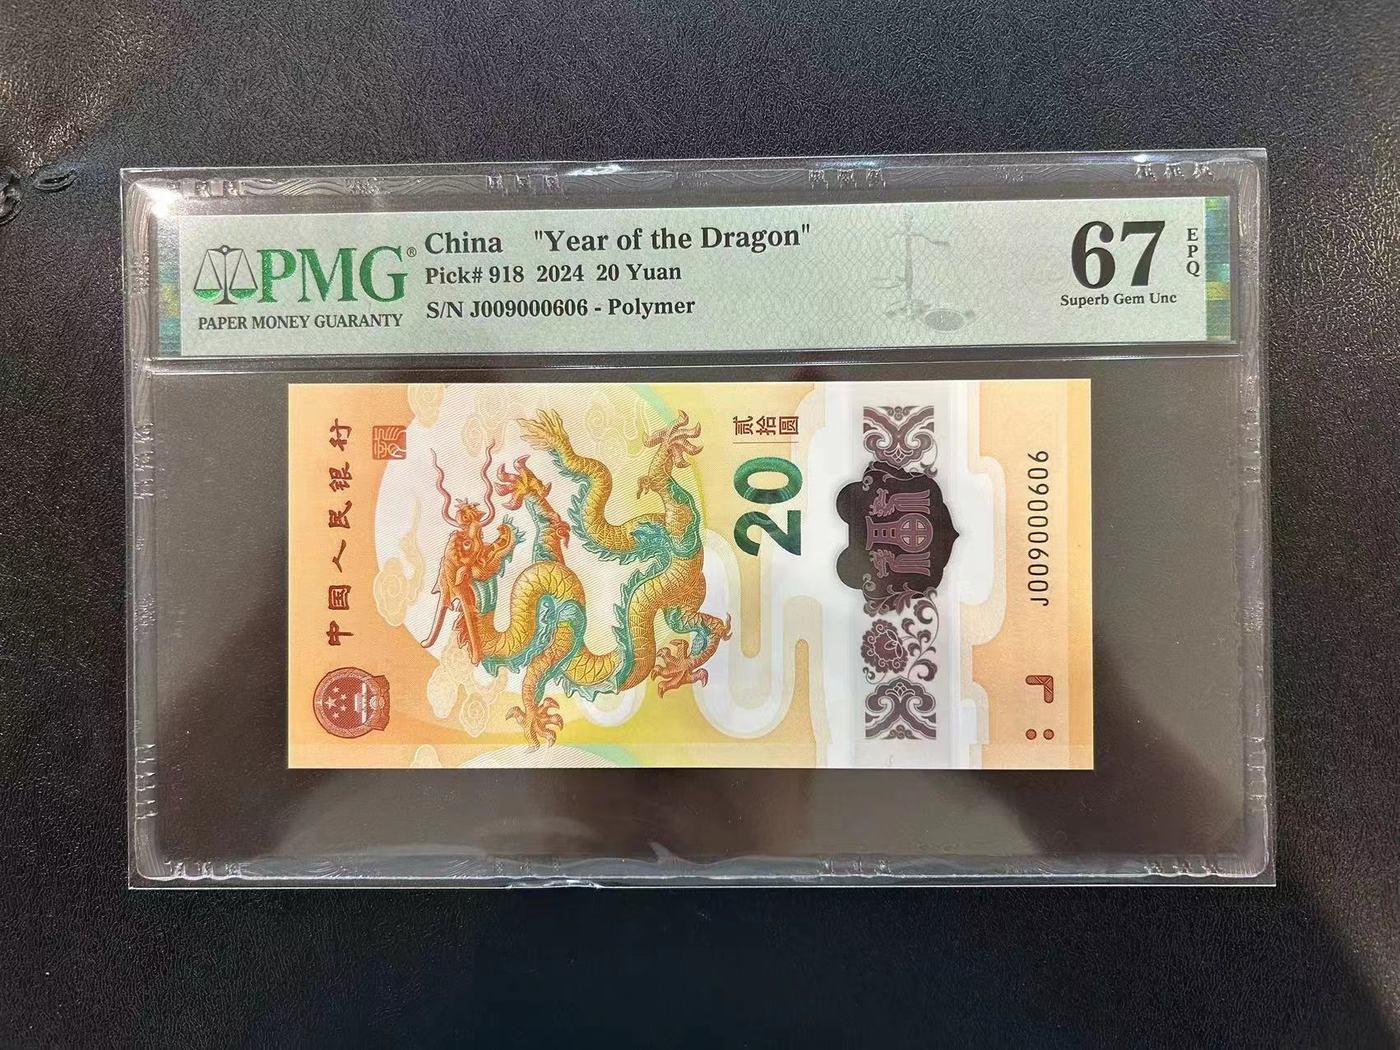 PMG®
PAPER MONEY GUARANTY
China "Year of the Dragon"
Pick# 918 2024 20 Yuan
S/N J009000606 - Polymer
67
EPQ
Superb Gem Unc
中国人民银行
贰拾圆
20
J009000606